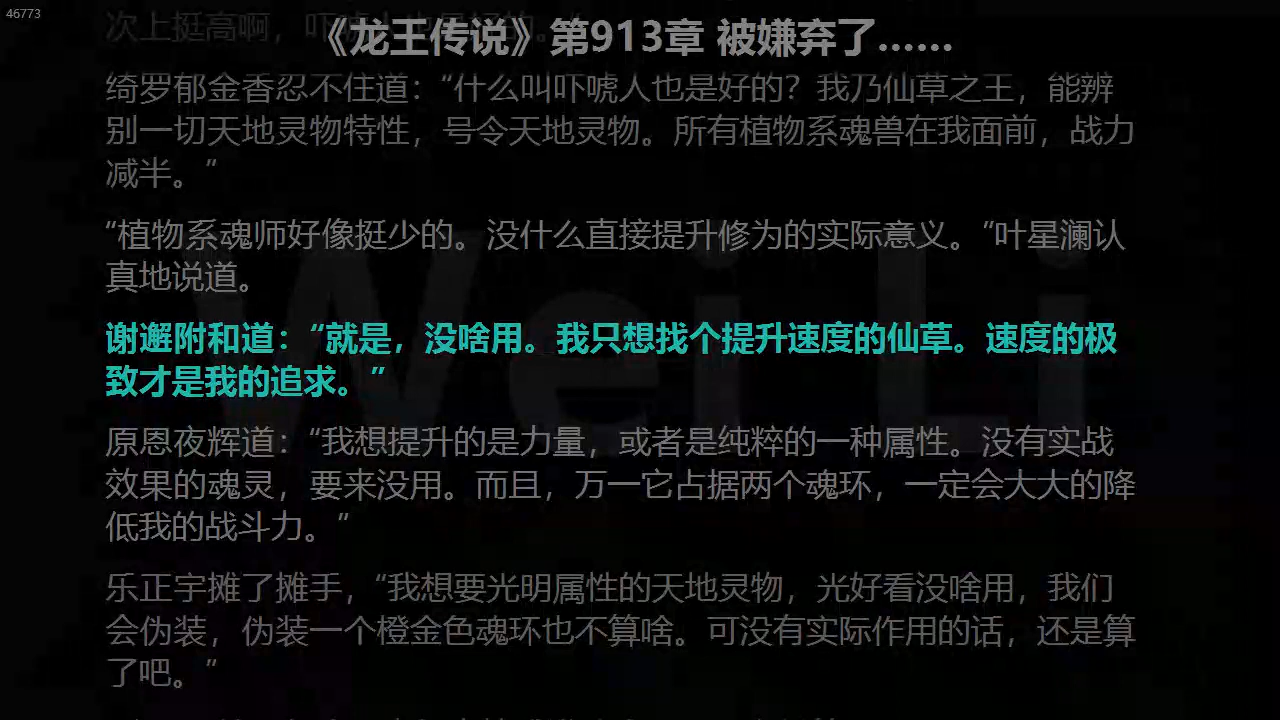 46773
《龙王传说》第913章 被嫌弃了……
次上挺高啊，吓
绮罗郁金香忍不住道：“什么叫吓唬人也是好的？我乃仙草之王，能辨
别一切天地灵物特性，号令天地灵物。所有植物系魂兽在我面前，战力
减半。”
“植物系魂师好像挺少的。没什么直接提升修为的实际意义。”叶星澜认
真地说道。
谢邂附和道：“就是，没啥用。我只想找个提升速度的仙草。速度的极
致才是我的追求。”
原恩夜辉道：“我想提升的是力量，或者是纯粹的一种属性。没有实战
效果的魂灵，要来没用。而且，万一它占据两个魂环，一定会大大的降
低我的战斗力。”
乐正宇摊了摊手，“我想要光明属性的天地灵物，光好看没啥用，我们
会伪装，伪装一个橙金色魂环也不算啥。可没有实际作用的话，还是算
了吧。”
Wei Li